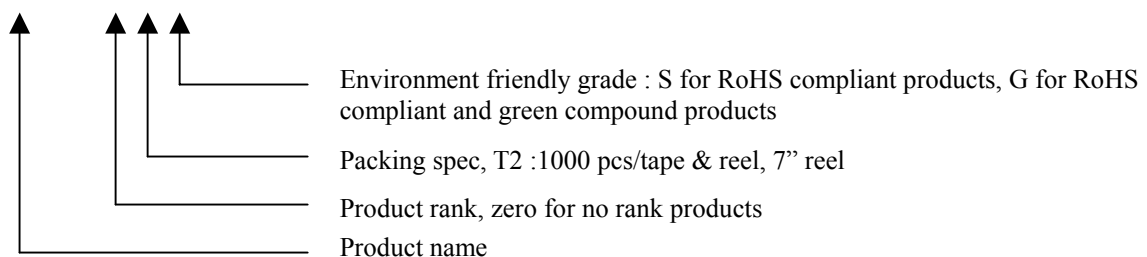 Environment friendly grade : S for RoHS compliant products, G for RoHS
compliant and green compound products
Packing spec, T2 :1000 pcs/tape & reel, 7” reel
Product rank, zero for no rank products
Product name